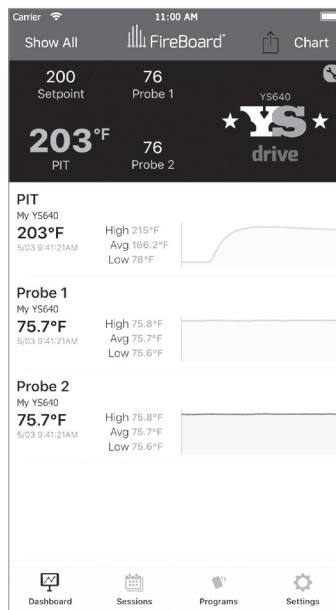 Carrier 11:00 AM
Show All FireBoard® Chart
200 76
Setpoint Probe 1
YS640
203°F
YS
76
drive
PIT Probe 2
PIT
My YS640
203°F High 215°F
5/03 9:41:21AM Avg 166.2°F
Low 78°F
Probe 1
My YS640
75.7°F High 75.8°F
5/03 9:41:21AM Avg 75.7°F
Low 75.6°F
Probe 2
My YS640
75.7°F High 75.8°F
5/03 9:41:21AM Avg 75.7°F
Low 75.6°F
Dashboard Sessions Programs Settings